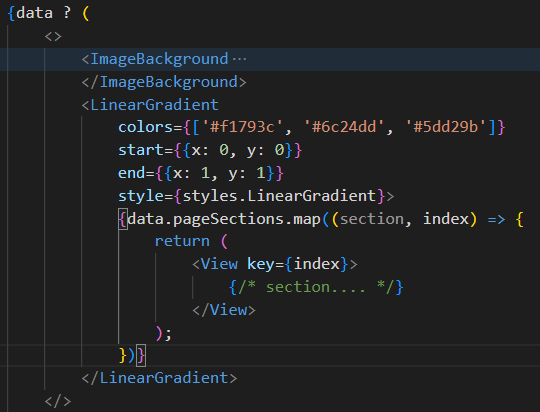 {data ? (
<>
<ImageBackground ⋯
</ImageBackground>
<LinearGradient
colors={['#f1793c', '#6c24dd', '#5dd29b']}
start={{x: 0, y: 0}}
end={{x: 1, y: 1}}
style={styles.LinearGradient}>
{data.pageSections.map((section, index) => {
return (
<View key={index}>
{/* section.... */}
</View>
);
})}
</LinearGradient>
</>